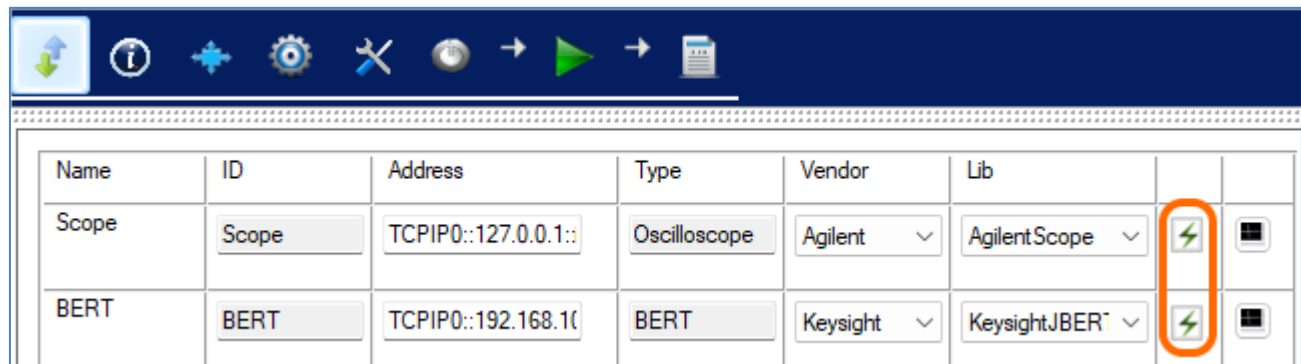 Name ID Address Type Vendor Lib
Scope Scope TCPIP0::127.0.0.1:: Oscilloscope Agilent AgilentScope
BERT BERT TCPIP0::192.168.1 BERT Keysight KeysightJBERT